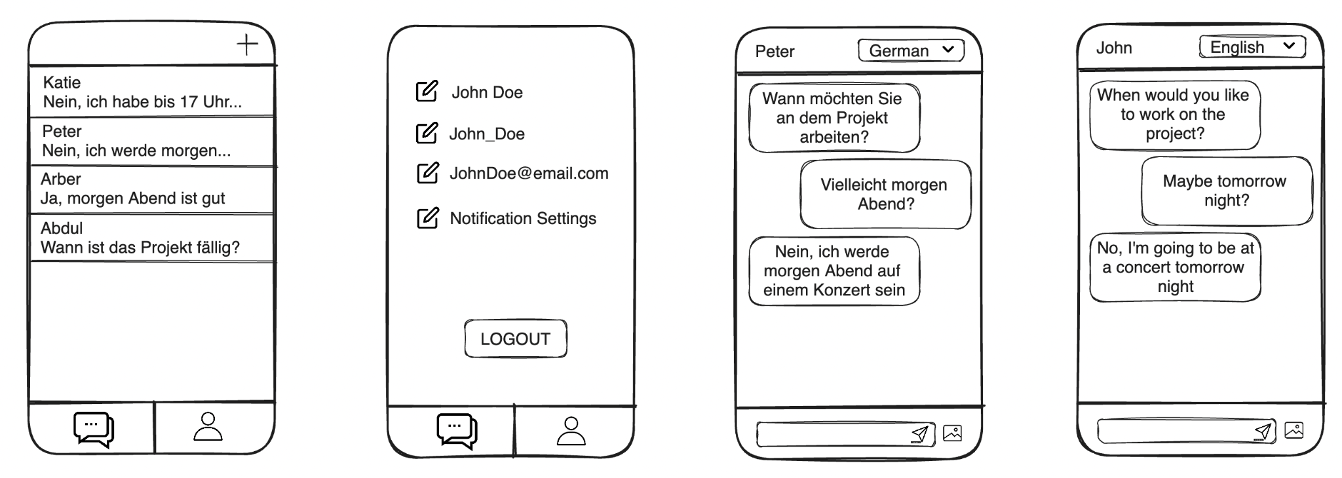 Katie
Nein, ich habe bis 17 Uhr...
Peter
Nein, ich werde morgen...
Arber
Ja, morgen Abend ist gut
Abdul
Wann ist das Projekt fällig?
John Doe
John_Doe
JohnDoe@email.com
Notification Settings
LOGOUT
Peter
German
Wann möchten Sie
an dem Projekt
arbeiten?
Vielleicht morgen
Abend?
Nein, ich werde
morgen Abend auf
einem Konzert sein
John
English
When would you like
to work on the
project?
Maybe tomorrow
night?
No, I'm going to be at
a concert tomorrow
night